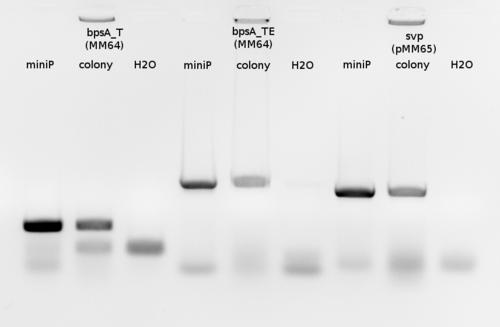 bpsA_T
(MM64)
bpsA_TE
(MM64)
svp
(pMM65)
miniP colony H2O miniP colony H2O miniP colony H2O